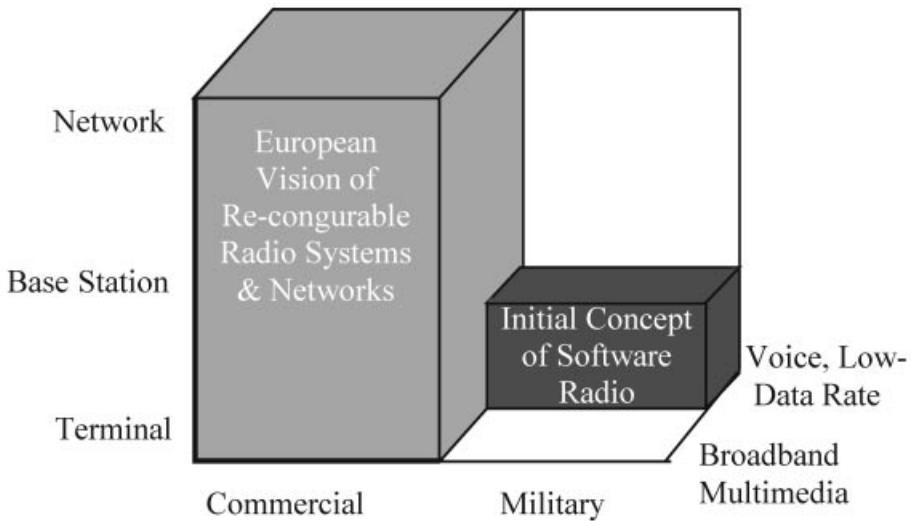 Network
European
Vision of
Re-congurable
Radio Systems
& Networks
Base Station
Initial Concept
of Software
Radio
Voice, Low-
Data Rate
Terminal
Broadband
Multimedia
Commercial
Military